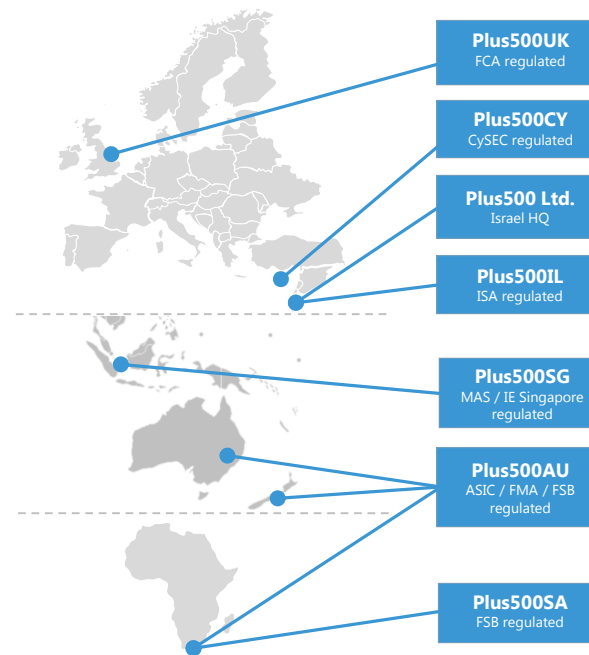 Plus500UK
FCA regulated
Plus500CY
CySEC regulated
Plus500 Ltd.
Israel HQ
Plus500IL
ISA regulated
Plus500SG
MAS / IE Singapore
regulated
Plus500AU
ASIC / FMA / FSB
regulated
Plus500SA
FSB regulated